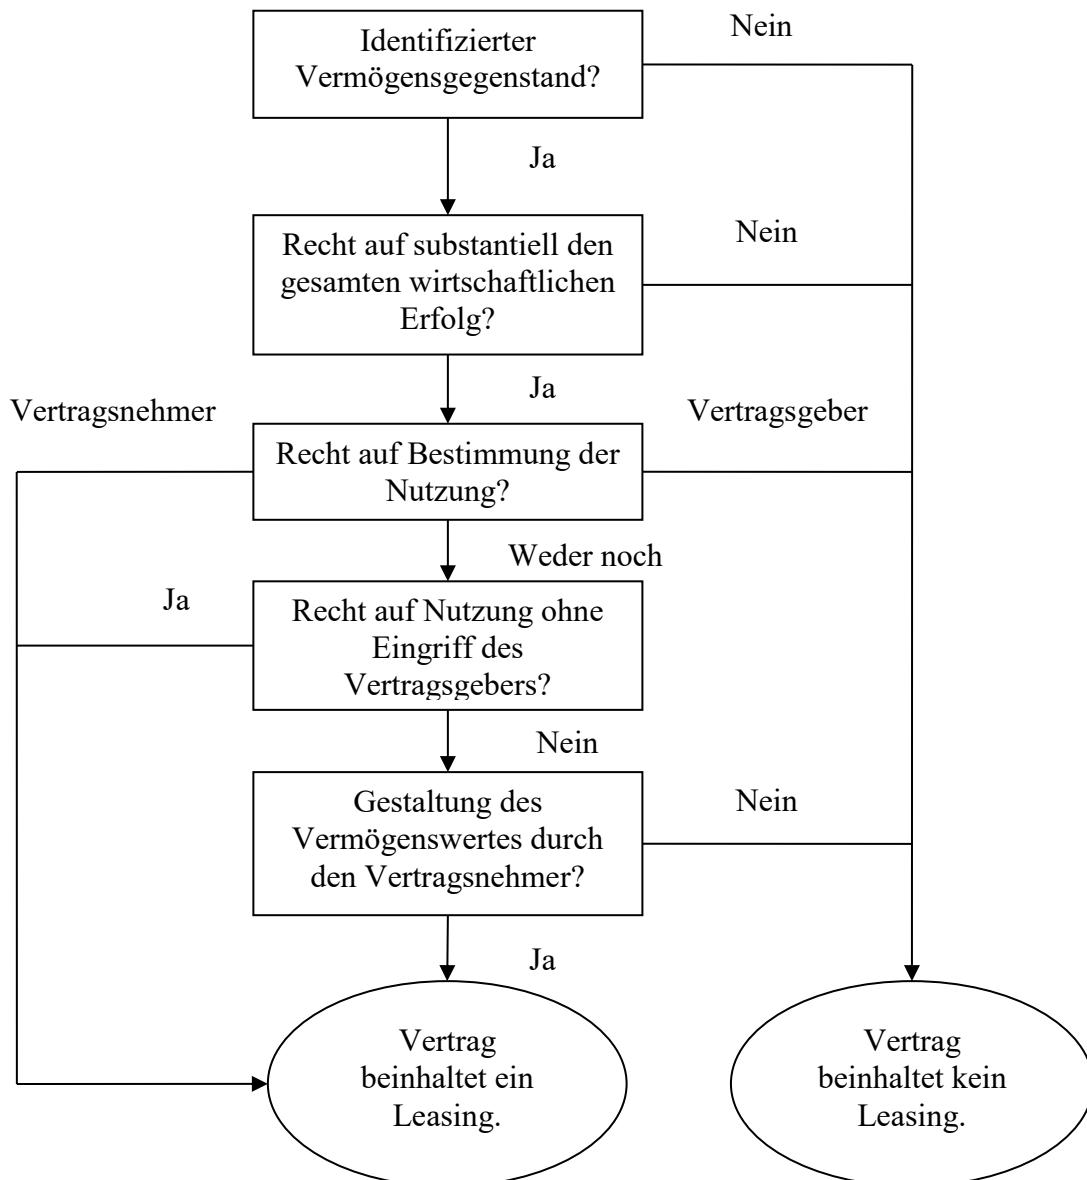 Nein
Identifizierter
Vermögensgegenstand?
Ja
Nein
Recht auf substantiell den
gesamten wirtschaftlichen
Erfolg?
Ja
Vertragsnehmer
Vertragsgeber
Recht auf Bestimmung der
Nutzung?
Weder noch
Ja
Recht auf Nutzung ohne
Eingriff des
Vertragsgebers?
Nein
Gestaltung des
Vermögenswertes durch
den Vertragsnehmer?
Nein
Ja
Vertrag
beinhaltet ein
Leasing.
Vertrag
beinhaltet kein
Leasing.